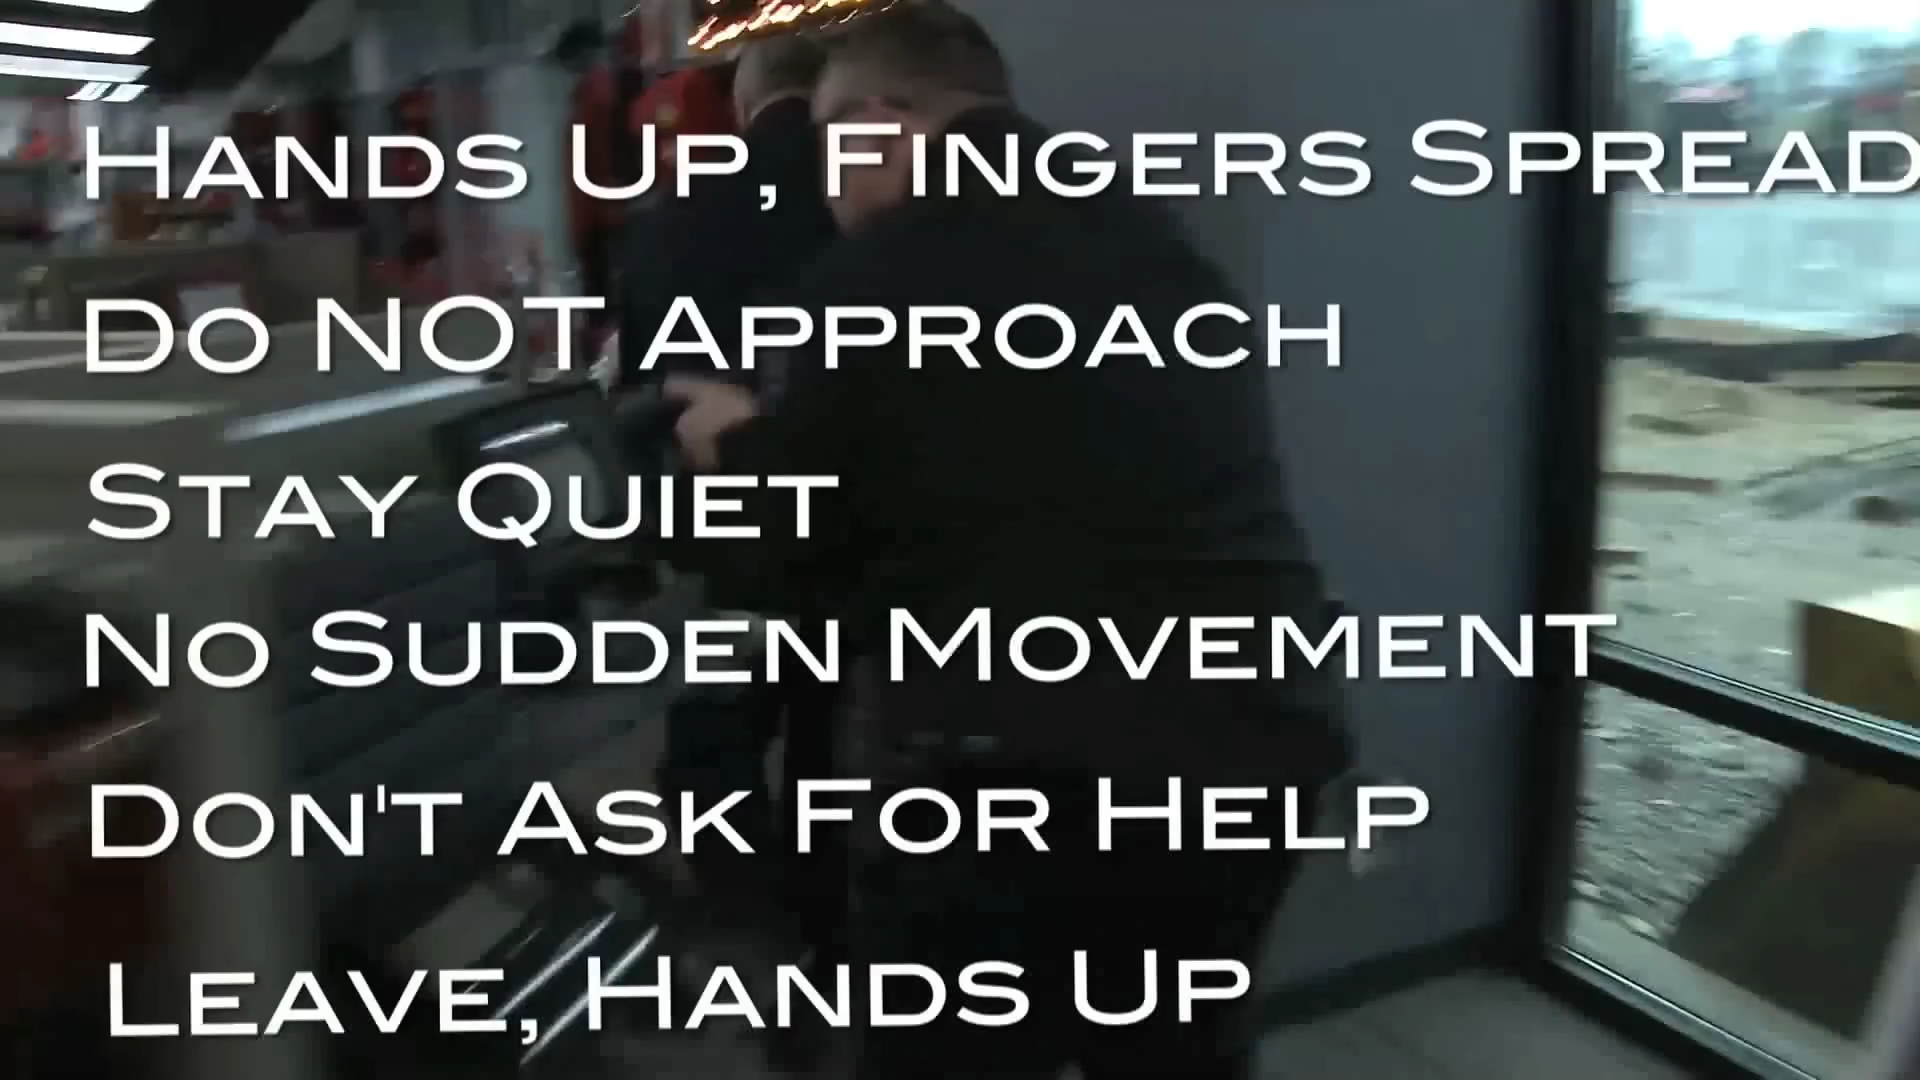 Hands Up, Fingers Spread
Do NOT Approach
Stay Quiet
No Sudden Movement
Don't Ask For Help
Leave, Hands Up